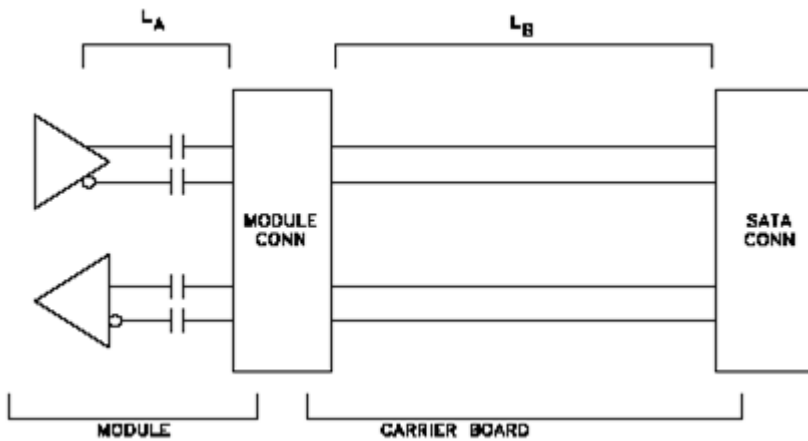 LA
LB
MODULE
CONN
SATA
CONN
MODULE
CARRIER BOARD